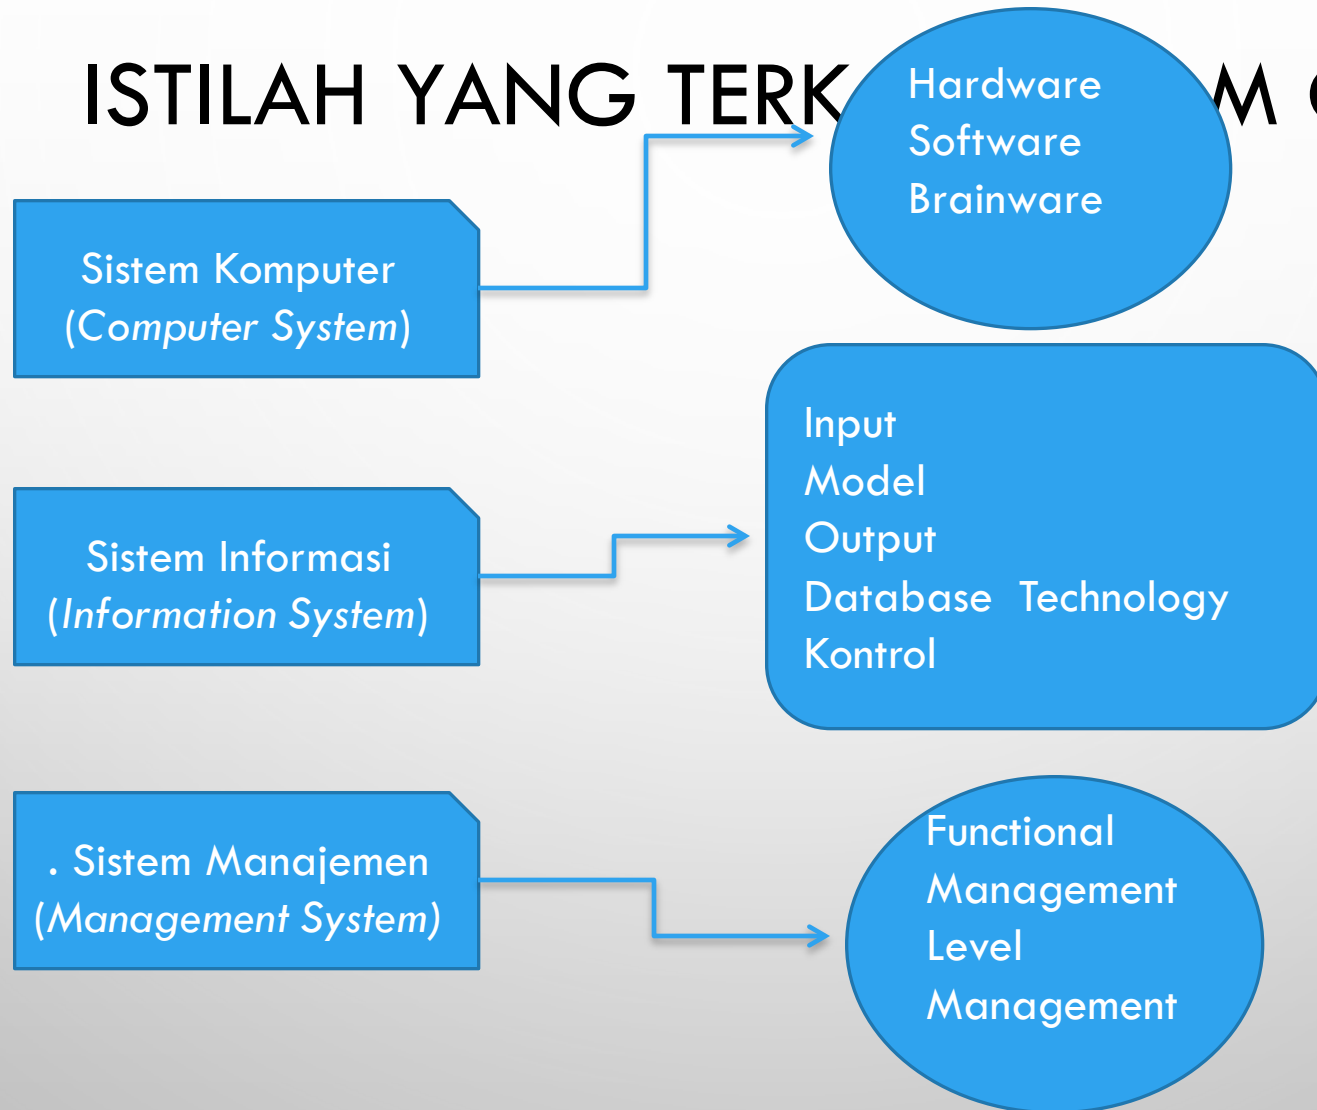 ISTILAH YANG
Hardware
Software
Brainware
Sistem Komputer
(Computer System)
Input
Model
Output
Database Technology
Kontrol
Sistem Informasi
(Information System)
. Sistem Manajemen
(Management System)
Functional
Management
Level
Management